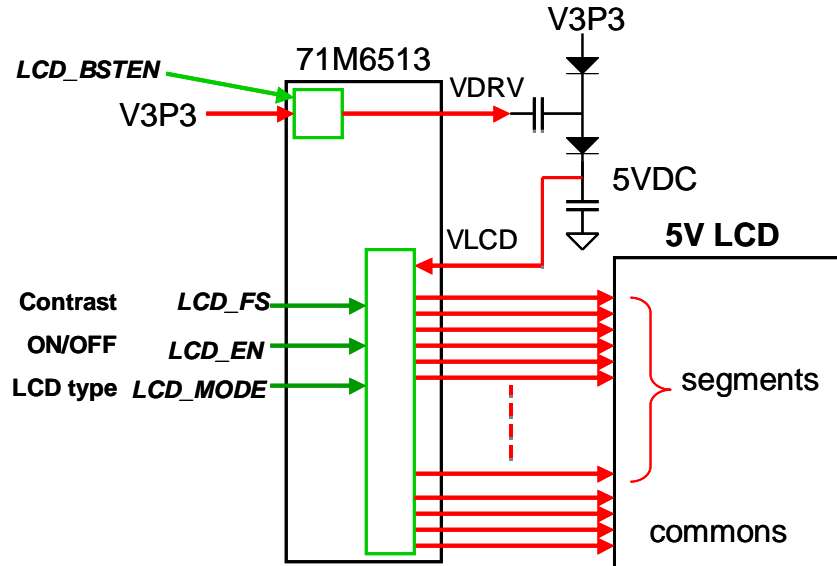 V3P3
71M6513
LCD_BSTEN
VDRV
V3P3
5VDC
VLCD
5V LCD
Contrast
LCD_FS
ON/OFF
LCD_EN
LCD type
LCD_MODE
segments
commons